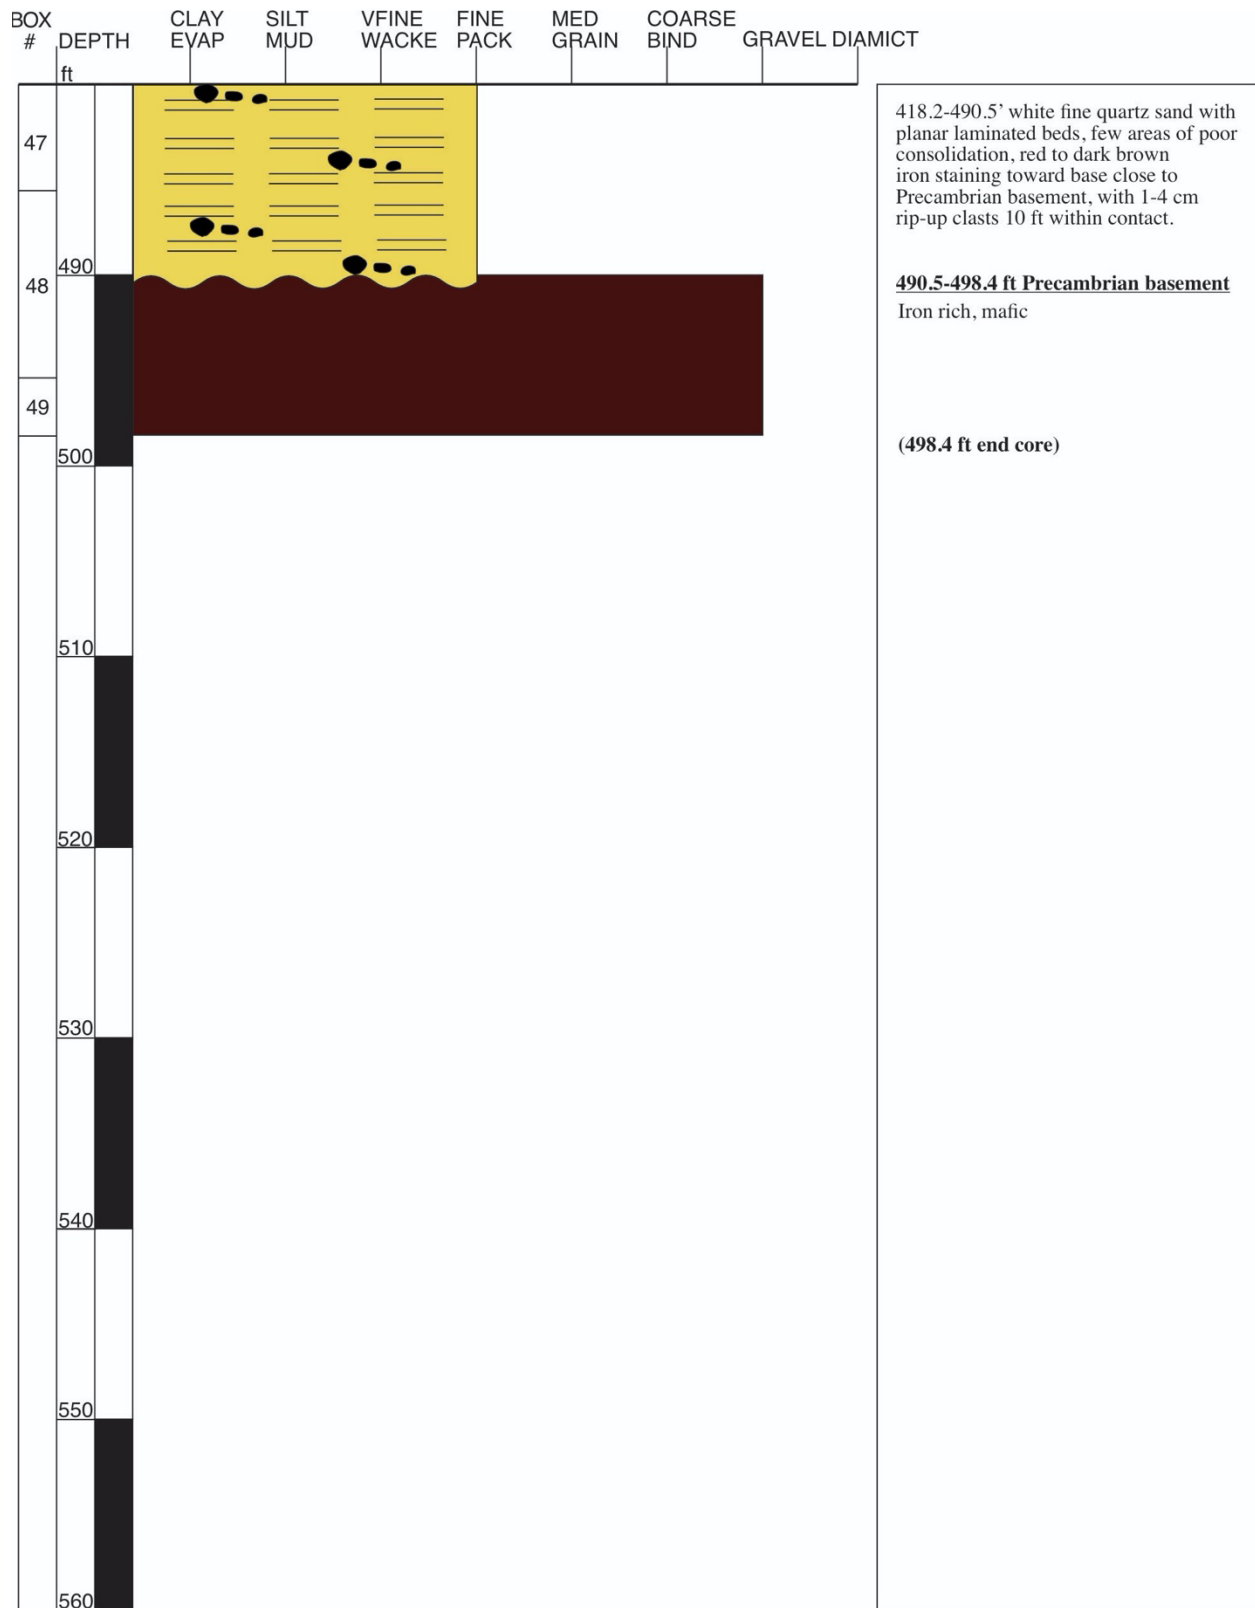 BOX CLAY SILT VFINE FINE MED COARSE
# DEPTH EVAP MUD WACKE PACK GRAIN BIND GRAVEL DIAMICT
ft
47
48
49
490
500
510
520
530
540
550
560
418.2-490.5’ white fine quartz sand with
planar laminated beds, few areas of poor
consolidation, red to dark brown
iron staining toward base close to
Precambrian basement, with 1-4 cm
rip-up clasts 10 ft within contact.
490.5-498.4 ft Precambrian basement
Iron rich, mafic
(498.4 ft end core)